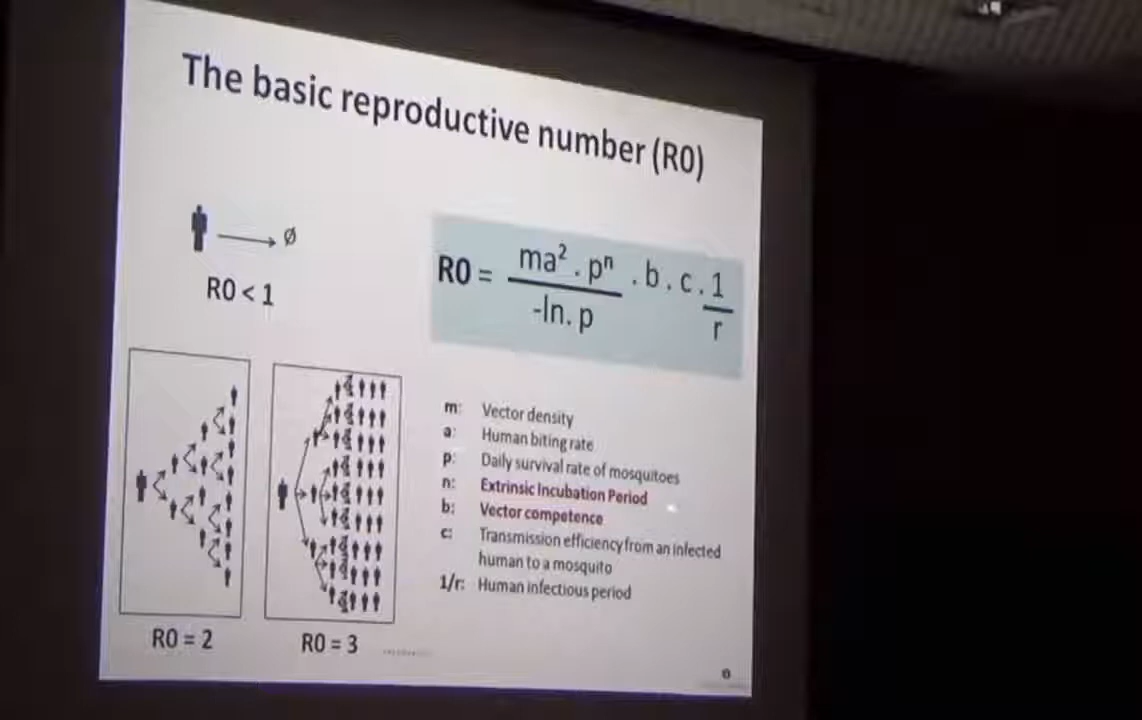 The basic reproductive number (R0)
Ø
R0 < 1
R0 = ma² . pⁿ / -ln. p . b . c . 1 / r
m: Vector density
a: Human biting rate
p: Daily survival rate of mosquitoes
n: Extrinsic Incubation Period
b: Vector competence
c: Transmission efficiency from an infected
human to a mosquito
1/r: Human infectious period
R0 = 2
R0 = 3